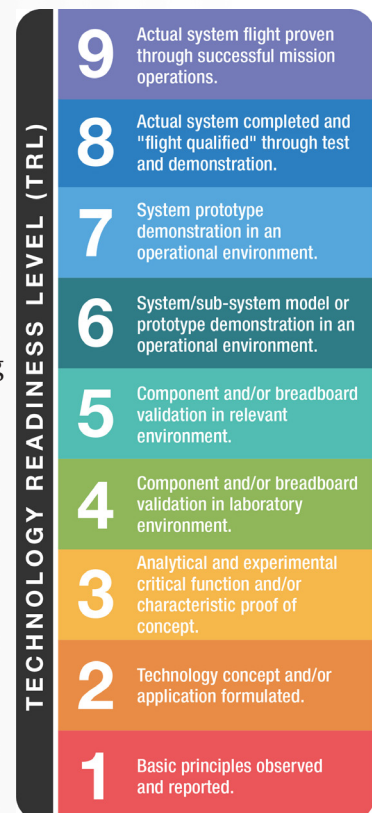 TECHNOLOGY READINESS LEVEL (TRL)
9
Actual system flight proven
through successful mission
operations.
8
Actual system completed and
"flight qualified" through test
and demonstration.
7
System prototype
demonstration in an
operational environment.
6
System/sub-system model or
prototype demonstration in an
operational environment.
5
Component and/or breadboard
validation in relevant
environment.
4
Component and/or breadboard
validation in laboratory
environment.
3
Analytical and experimental
critical function and/or
characteristic proof of
concept.
2
Technology concept and/or
application formulated.
1
Basic principles observed
and reported.